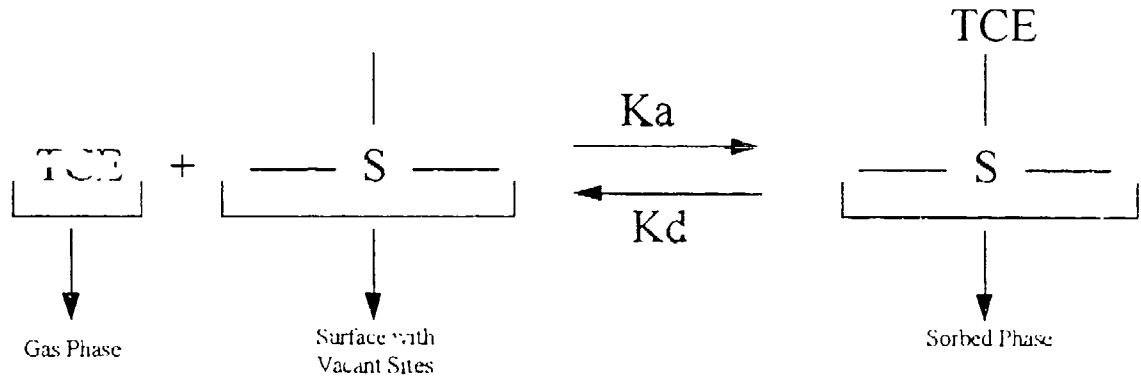 TCE
Ka
TCE + S S
Kd
Gas Phase
Surface with
Vacant Sites
Sorbed Phase